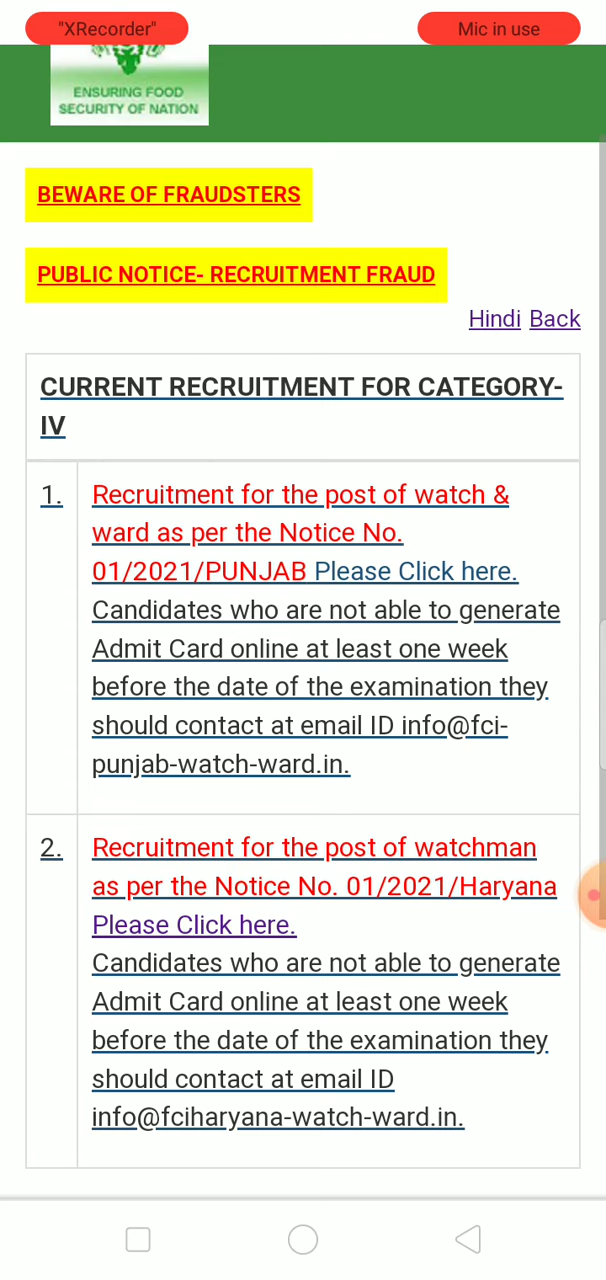 "XRecorder"
Mic in use
ENSURING FOOD
SECURITY OF NATION
BEWARE OF FRAUDSTERS
PUBLIC NOTICE- RECRUITMENT FRAUD
Hindi Back
CURRENT RECRUITMENT FOR CATEGORY-
IV
1. Recruitment for the post of watch &
ward as per the Notice No.
01/2021/PUNJAB Please Click here.
Candidates who are not able to generate
Admit Card online at least one week
before the date of the examination they
should contact at email ID info@fci-
punjab-watch-ward.in.
2. Recruitment for the post of watchman
as per the Notice No. 01/2021/Haryana
Please Click here.
Candidates who are not able to generate
Admit Card online at least one week
before the date of the examination they
should contact at email ID
info@fciharyana-watch-ward.in.